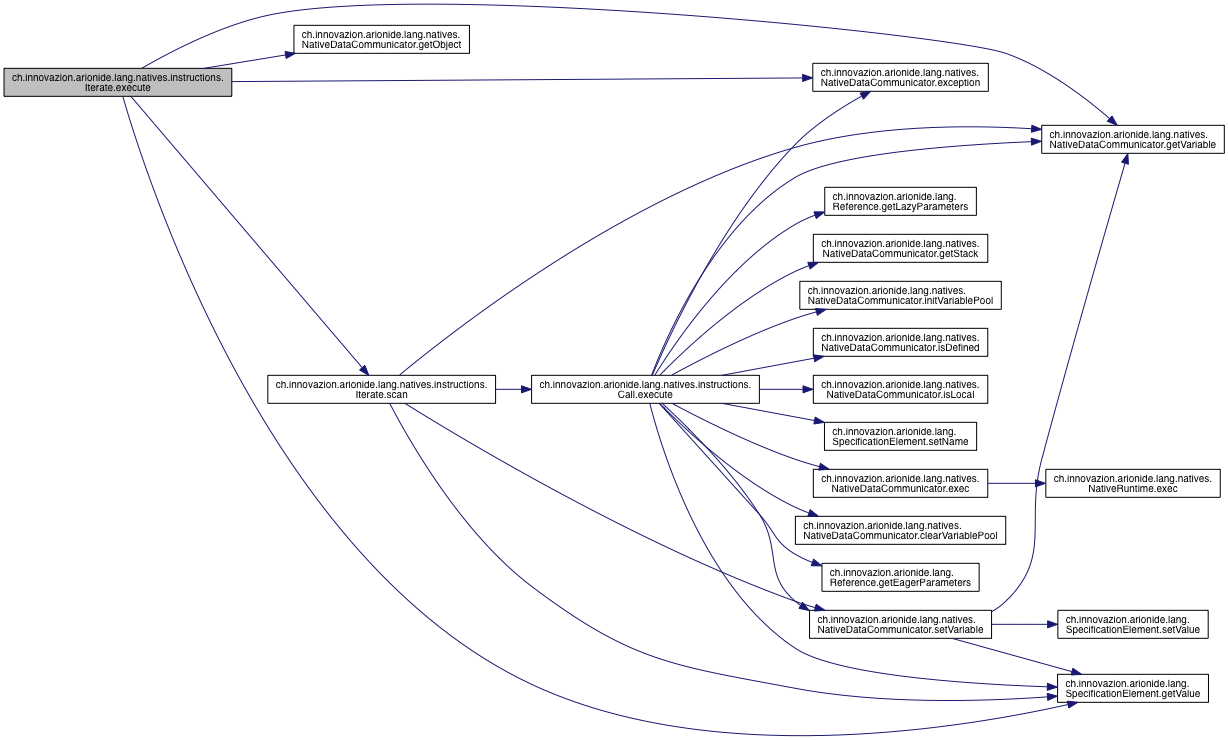 ch.innovazion.arionide.lang.natives.
NativeDataCommunicator.getObject
ch.innovazion.arionide.lang.natives.instructions.
Iterate.execute
ch.innovazion.arionide.lang.natives.
NativeDataCommunicator.exception
ch.innovazion.arionide.lang.natives.
NativeDataCommunicator.getVariable
ch.innovazion.arionide.lang.
Reference.getLazyParameters
ch.innovazion.arionide.lang.natives.
NativeDataCommunicator.getStack
ch.innovazion.arionide.lang.natives.
NativeDataCommunicator.initVariablePool
ch.innovazion.arionide.lang.natives.
NativeDataCommunicator.isDefined
ch.innovazion.arionide.lang.natives.instructions.
Iterate.scan
ch.innovazion.arionide.lang.natives.instructions.
Call.execute
ch.innovazion.arionide.lang.natives.
NativeDataCommunicator.isLocal
ch.innovazion.arionide.lang.
SpecificationElement.setName
ch.innovazion.arionide.lang.natives.
NativeDataCommunicator.exec
ch.innovazion.arionide.lang.natives.
NativeRuntime.exec
ch.innovazion.arionide.lang.natives.
NativeDataCommunicator.clearVariablePool
ch.innovazion.arionide.lang.
Reference.getEagerParameters
ch.innovazion.arionide.lang.natives.
NativeDataCommunicator.setVariable
ch.innovazion.arionide.lang.
SpecificationElement.setValue
ch.innovazion.arionide.lang.
SpecificationElement.getValue